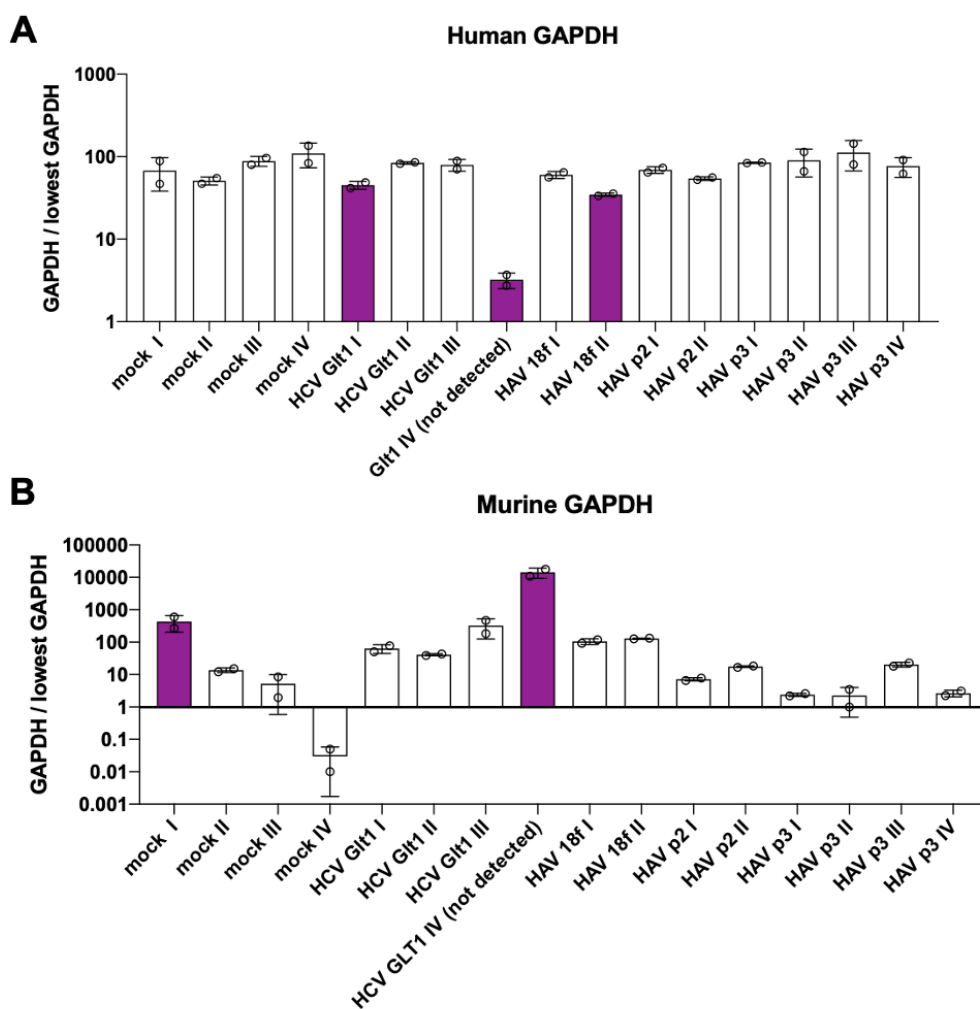 A
Human GAPDH
GAPDH / lowest GAPDH
1000
100
10
1
mock I
mock II
mock III
mock IV
HCV Glt1 I
HCV Glt1 II
HCV Glt1 III
Glt1 IV (not detected)
HAV 18f I
HAV 18f II
HAV p2 I
HAV p2 II
HAV p3 I
HAV p3 II
HAV p3 III
HAV p3 IV
B
Murine GAPDH
GAPDH / lowest GAPDH
100000
10000
1000
100
10
1
0.1
0.01
0.001
mock I
mock II
mock III
mock IV
HCV Glt1 I
HCV Glt1 II
HCV Glt1 III
HCV GLT1 IV (not detected)
HAV 18f I
HAV 18f II
HAV p2 I
HAV p2 II
HAV p3 I
HAV p3 II
HAV p3 III
HAV p3 IV